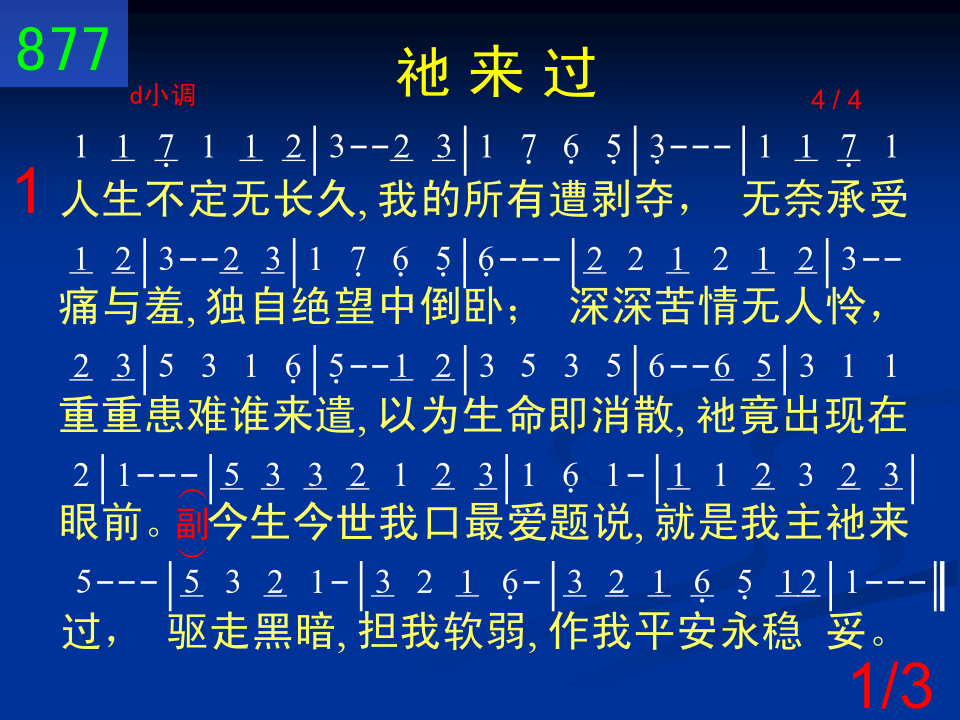 877
祂来过
d小调
4 / 4
1 1 7̣ 1 1 2|3--2 3|1 7̣ 6̣ 5̣|3̣---|1 1 7̣ 1
1
人生不定无长久, 我的所有遭剥夺， 无奈承受
1 2|3--2 3|1 7̣ 6̣ 5̣|6̣---|2 2 1 2 1 2|3--
痛与羞, 独自绝望中倒卧； 深深苦情无人怜，
2 3|5 3 1 6̣|5̣--1 2|3 5 3 5|6--6 5|3 1 1
重重患难谁来遣, 以为生命即消散, 祂竟出现在
2|1---|5 3 3 2 1 2 3|1 6̣ 1-|1 1 2 3 2 3|
眼前。(副)今生今世我口最爱题说, 就是我主祂来
5---|5 3 2 1-|3 2 1 6̣-|3 2 1 6̣ 5̣ 12|1---‖
过， 驱走黑暗, 担我软弱, 作我平安永稳 妥。
1/3